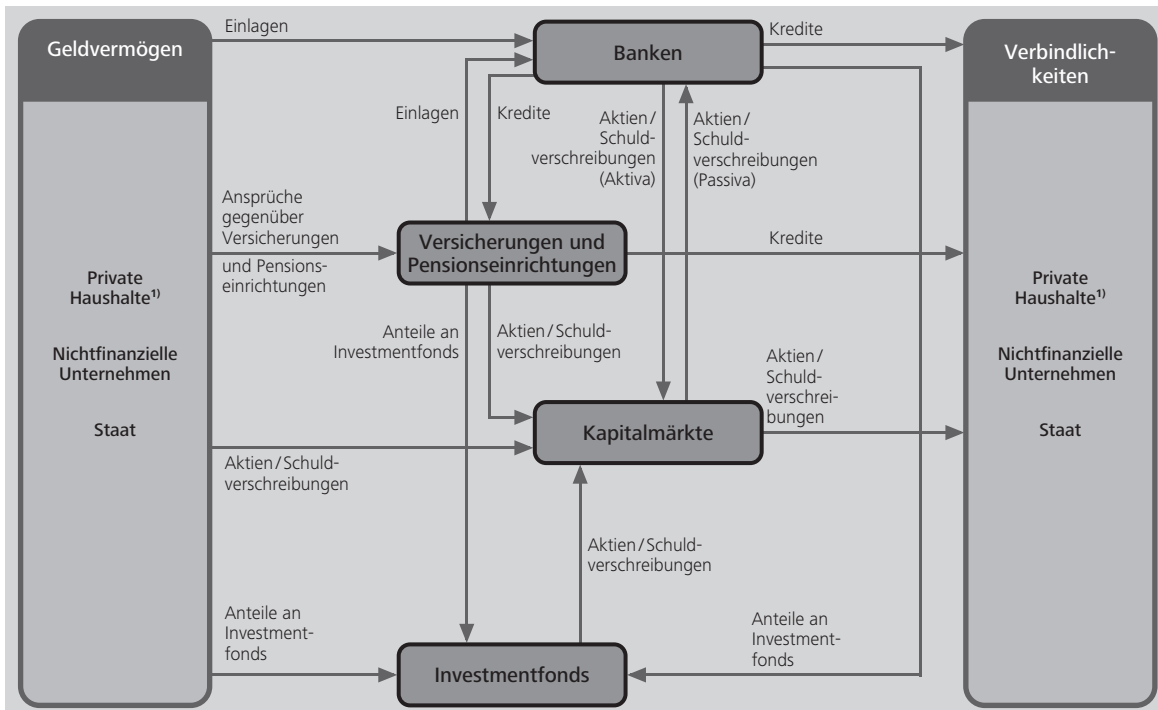 Geldvermögen
Private
Haushalte¹⁾
Nichtfinanzielle
Unternehmen
Staat
Einlagen
Banken
Kredite
Verbindlich-
keiten
Private
Haushalte¹⁾
Nichtfinanzielle
Unternehmen
Staat
Einlagen
Kredite
Aktien/
Schuld-
verschreibungen
(Aktiva)
Aktien/
Schuld-
verschreibungen
(Passiva)
Ansprüche
gegenüber
Versicherungen
und Pensions-
einrichtungen
Versicherungen und
Pensionseinrichtungen
Kredite
Anteile an
Investmentfonds
Aktien/Schuld-
verschreibungen
Aktien/
Schuld-
verschrei-
bungen
Kapitalmärkte
Aktien/Schuld-
verschreibungen
Aktien/Schuld-
verschreibungen
Anteile an
Investment-
fonds
Investmentfonds
Anteile an
Investment-
fonds